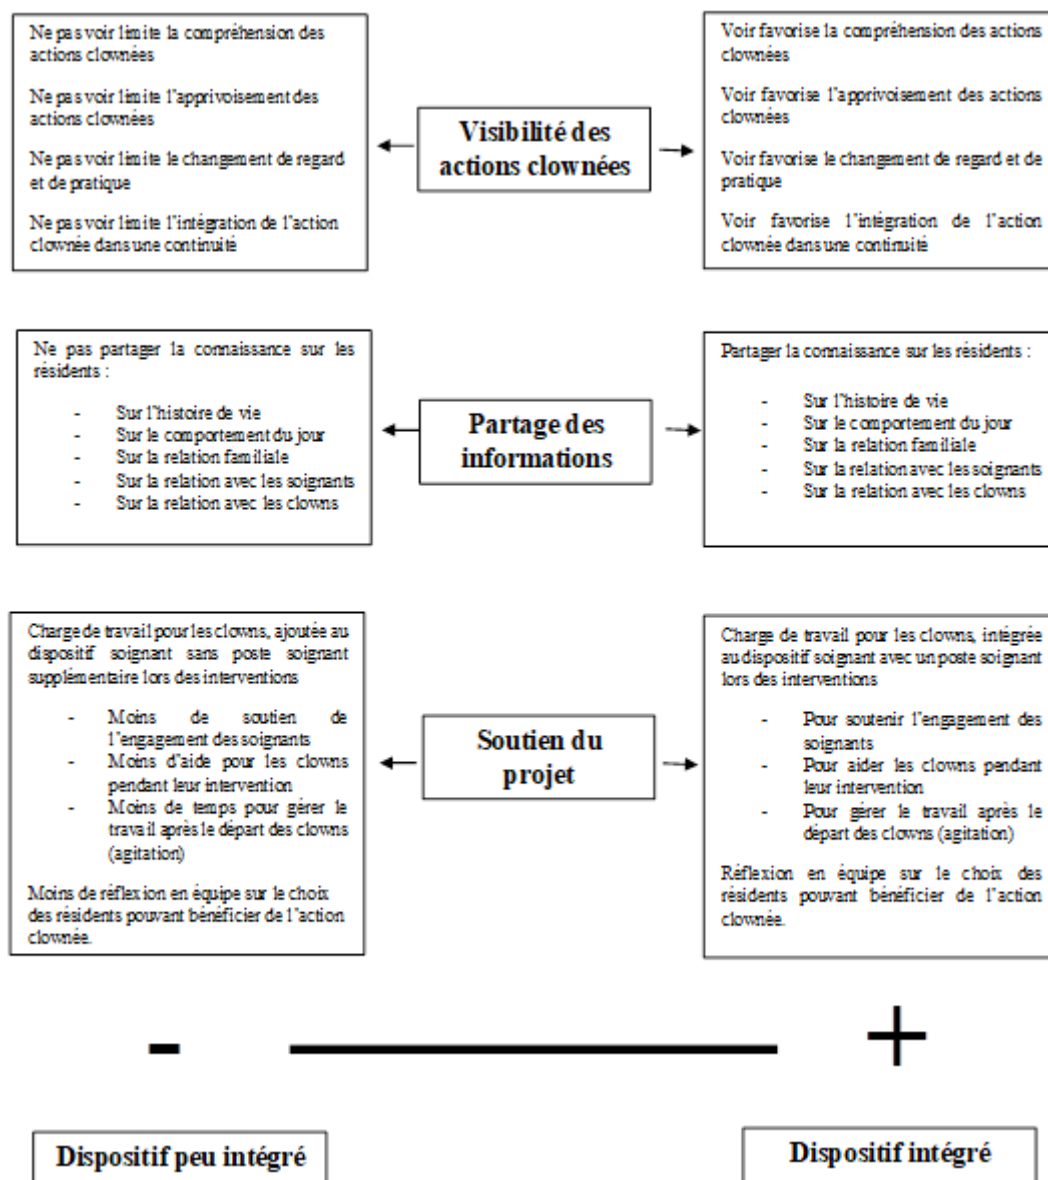 Ne pas voir limite la compréhension des
actions clownées
Ne pas voir limite l'apprivoisement des
actions clownées
Ne pas voir limite le changement de regard
et de pratique
Ne pas voir limite l'intégration de l'action
clownée dans une continuité
Visibilité des
actions clownées
Voir favorise la compréhension des actions
clownées
Voir favorise l'apprivoisement des actions
clownées
Voir favorise le changement de regard et de
pratique
Voir favorise l'intégration de l'action
clownée dans une continuité
Ne pas partager la connaissance sur les
résidents :
- Sur l'histoire de vie
- Sur le comportement du jour
- Sur la relation familiale
- Sur la relation avec les soignants
- Sur la relation avec les clowns
Partage des
informations
Partager la connaissance sur les résidents :
- Sur l'histoire de vie
- Sur le comportement du jour
- Sur la relation familiale
- Sur la relation avec les soignants
- Sur la relation avec les clowns
Charge de travail pour les clowns, ajoutée au
dispositif soignant sans poste soignant
supplémentaire lors des interventions
- Moins de soutien de
l'engagement des soignants
- Moins d'aide pour les clowns
pendant leur intervention
- Moins de temps pour gérer le
travail après le départ des clowns
(agitation)
Moins de réflexion en équipe sur le choix
des résidents pouvant bénéficier de l'action
clownée.
Soutien du
projet
Charge de travail pour les clowns, intégrée
au dispositif soignant avec un poste soignant
lors des interventions
- Pour soutenir l'engagement des
soignants
- Pour aider les clowns pendant
leur intervention
- Pour gérer le travail après le
départ des clowns (agitation)
Réflexion en équipe sur le choix des
résidents pouvant bénéficier de l'action
clownée.
- +
Dispositif peu intégré
Dispositif intégré